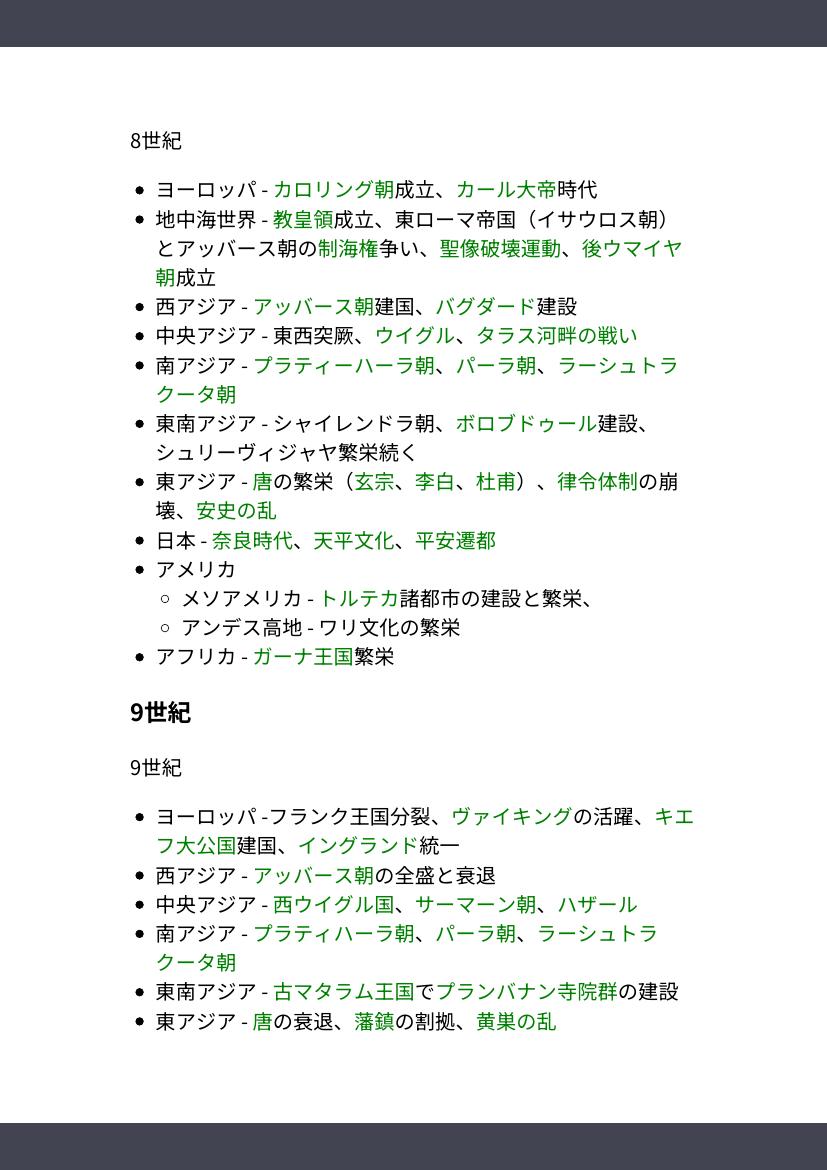 8世紀
• ヨーロッパ - カロリング朝成立、カール大帝時代
• 地中海世界 - 教皇領成立、東ローマ帝国（イサウロス朝）
とアッバース朝の制海権争い、聖像破壊運動、後ウマイヤ
朝成立
• 西アジア - アッバース朝建国、バグダード建設
• 中央アジア - 東西突厥、ウイグル、タラス河畔の戦い
• 南アジア - プラティーハーラ朝、パーラ朝、ラーシュトラ
クータ朝
• 東南アジア - シャイレンドラ朝、ボロブドゥール建設、
シュリーヴィジャヤ繁栄続く
• 東アジア - 唐の繁栄（玄宗、李白、杜甫）、律令体制の崩
壊、安史の乱
• 日本 - 奈良時代、天平文化、平安遷都
• アメリカ
◦ メソアメリカ - トルテカ諸都市の建設と繁栄、
◦ アンデス高地 - ワリ文化の繁栄
• アフリカ - ガーナ王国繁栄
9世紀
9世紀
• ヨーロッパ -フランク王国分裂、ヴァイキングの活躍、キエ
フ大公国建国、イングランド統一
• 西アジア - アッバース朝の全盛と衰退
• 中央アジア - 西ウイグル国、サーマーン朝、ハザール
• 南アジア - プラティハーラ朝、パーラ朝、ラーシュトラ
クータ朝
• 東南アジア - 古マタラム王国でプランバナン寺院群の建設
• 東アジア - 唐の衰退、藩鎮の割拠、黄巣の乱